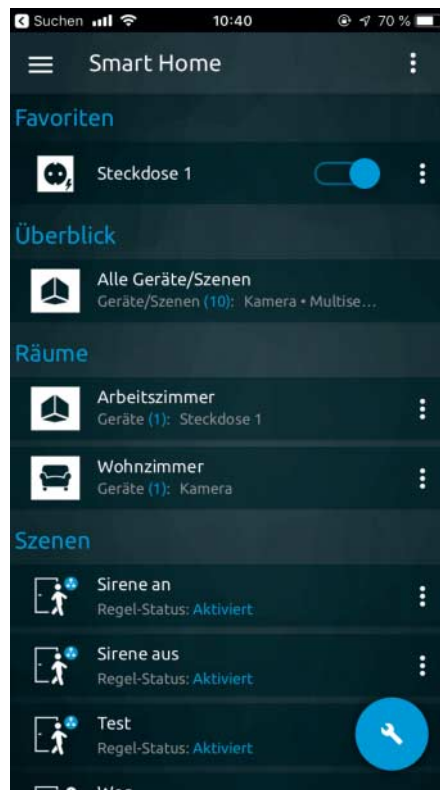 Suchen 10:40 70 %
Smart Home
Favoriten
Steckdose 1
Überblick
Alle Geräte/Szenen
Geräte/Szenen (10): Kamera • Multise...
Räume
Arbeitszimmer
Geräte (1): Steckdose 1
Wohnzimmer
Geräte (1): Kamera
Szenen
Sirene an
Regel-Status: Aktiviert
Sirene aus
Regel-Status: Aktiviert
Test
Regel-Status: Aktiviert